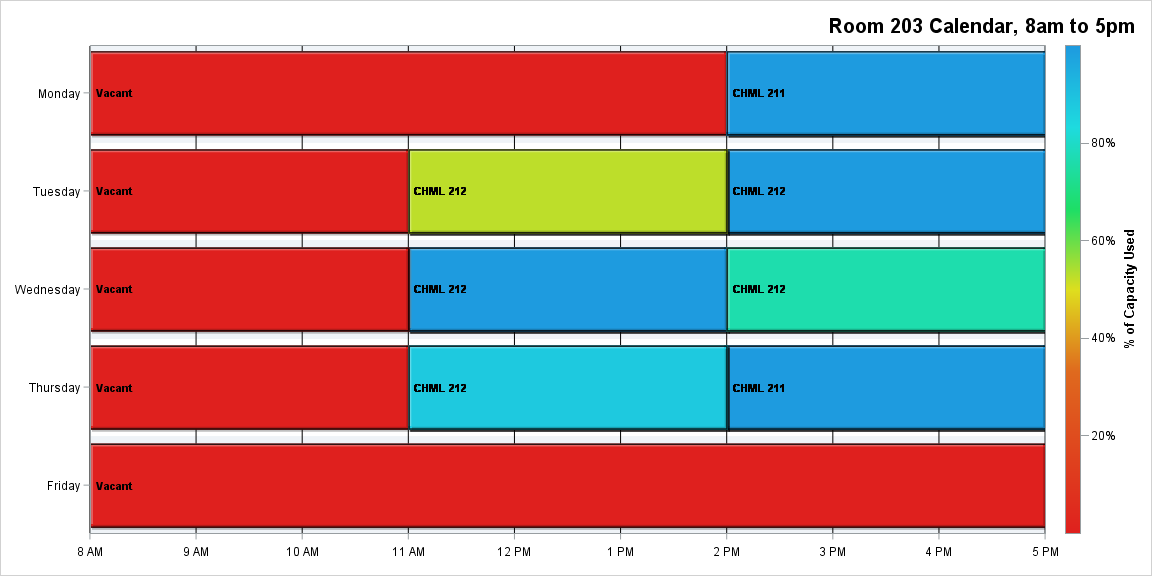 Room 203 Calendar, 8am to 5pm
Monday
Vacant
CHML 211
Tuesday
Vacant
CHML 212
CHML 212
Wednesday
Vacant
CHML 212
CHML 212
Thursday
Vacant
CHML 212
CHML 211
Friday
Vacant
8 AM
9 AM
10 AM
11 AM
12 PM
1 PM
2 PM
3 PM
4 PM
5 PM
80%
60%
40%
20%
% of Capacity Used